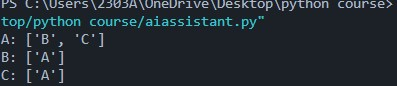 PS C:\Users\2303A\OneDrive\Desktop\python course>
top/python course/aiassistant.py"
A: ['B', 'C']
B: ['A']
C: ['A']